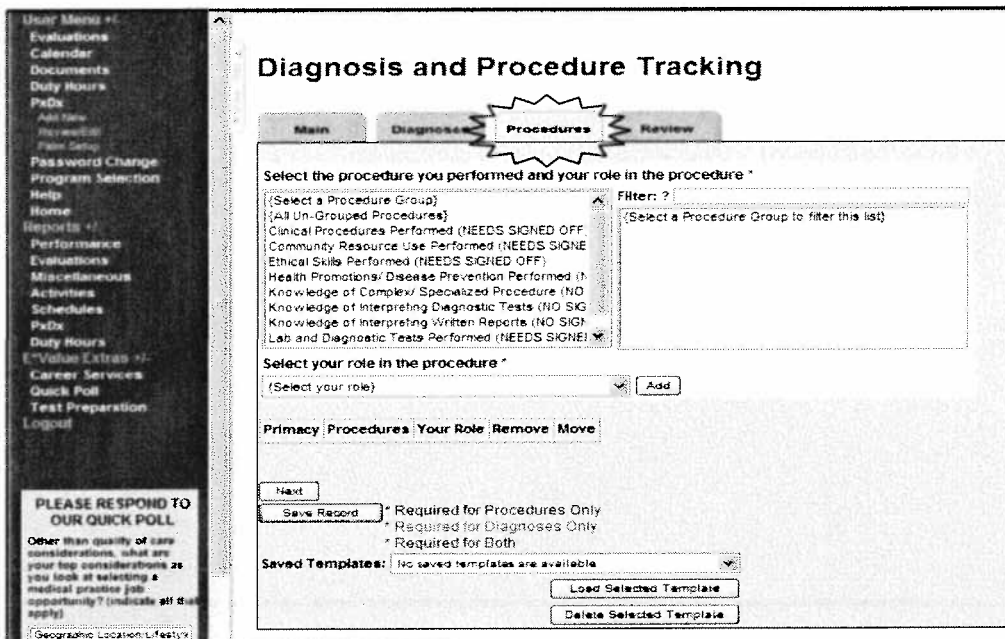 User Menu +/-
Evaluations
Calendar
Documents
Duty Hours
PxDx
Add New
Review/Edit
Palm Setup
Password Change
Program Selection
Help
Home
Reports +/-
Performance
Evaluations
Miscellaneous
Activities
Schedules
PxDx
Duty Hours
E*Value Extras +/-
Career Services
Quick Poll
Test Preparation
Logout
PLEASE RESPOND TO
OUR QUICK POLL
Other than quality of care
considerations, what are
your top considerations as
you look at selecting a
medical practice job
opportunity? (indicate all that
apply)
Geographic Location/Lifestyl
Diagnosis and Procedure Tracking
Main
Diagnoses
Procedures
Review
Select the procedure you performed and your role in the procedure *
{Select a Procedure Group}
{All Un-Grouped Procedures}
Clinical Procedures Performed (NEEDS SIGNED OFF
Community Resource Use Performed (NEEDS SIGNE
Ethical Skills Performed (NEEDS SIGNED OFF)
Health Promotions/ Disease Prevention Performed (N
Knowledge of Complex/ Specialized Procedure (NO
Knowledge of Interpreting Diagnostic Tests (NO SIG
Knowledge of Interpreting Written Reports (NO SIGN
Lab and Diagnostic Tests Performed (NEEDS SIGNE
Filter: ?
{Select a Procedure Group to filter this list}
Select your role in the procedure *
{Select your role}
Add
Primacy Procedures Your Role Remove Move
Next
Save Record
* Required for Procedures Only
* Required for Diagnoses Only
* Required for Both
Saved Templates: No saved templates are available
Load Selected Template
Delete Selected Template